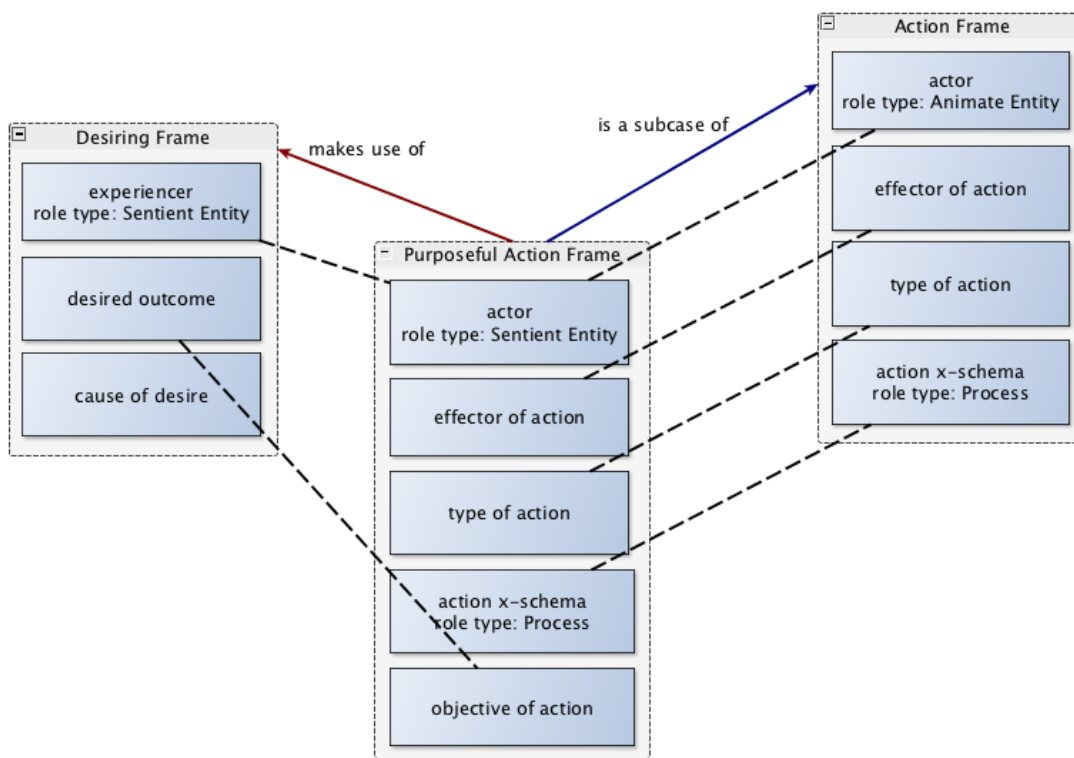 Desiring Frame
experiencer
role type: Sentient Entity
desired outcome
cause of desire
makes use of
is a subcase of
Purposeful Action Frame
actor
role type: Sentient Entity
effector of action
type of action
action x-schema
role type: Process
objective of action
Action Frame
actor
role type: Animate Entity
effector of action
type of action
action x-schema
role type: Process